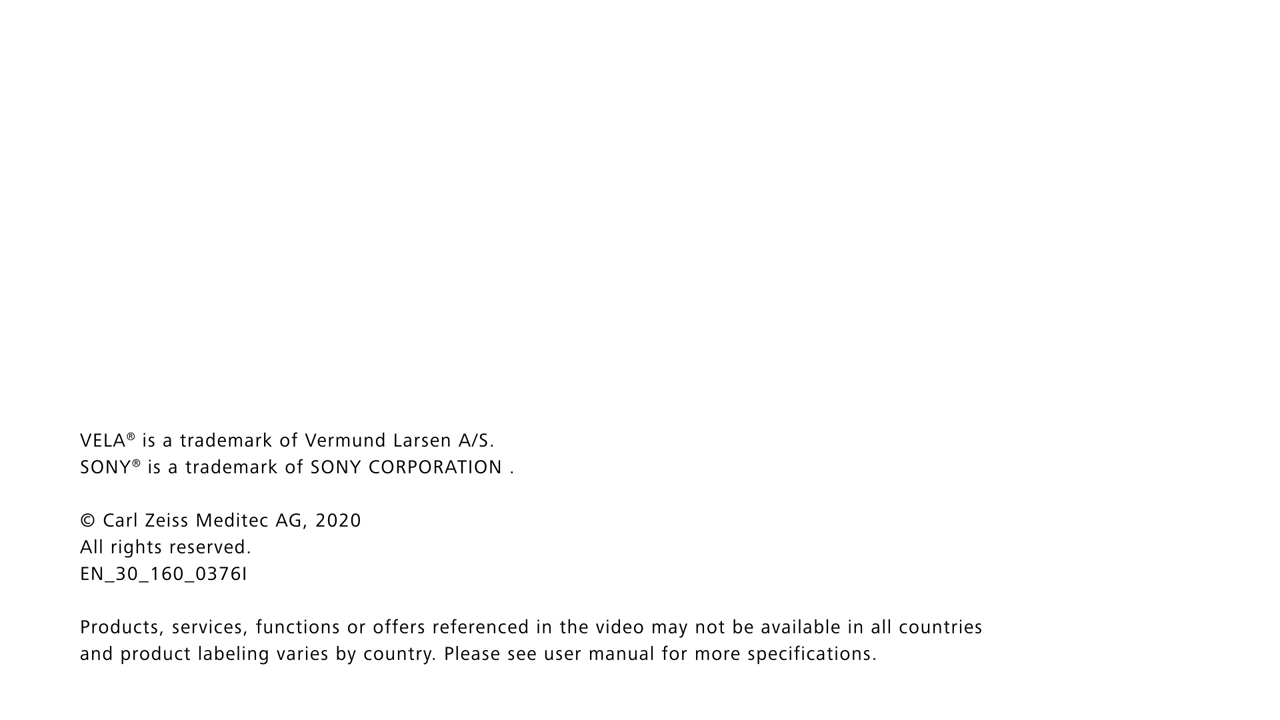 VELA® is a trademark of Vermund Larsen A/S.
SONY® is a trademark of SONY CORPORATION .
© Carl Zeiss Meditec AG, 2020
All rights reserved.
EN_30_160_0376I
Products, services, functions or offers referenced in the video may not be available in all countries
and product labeling varies by country. Please see user manual for more specifications.